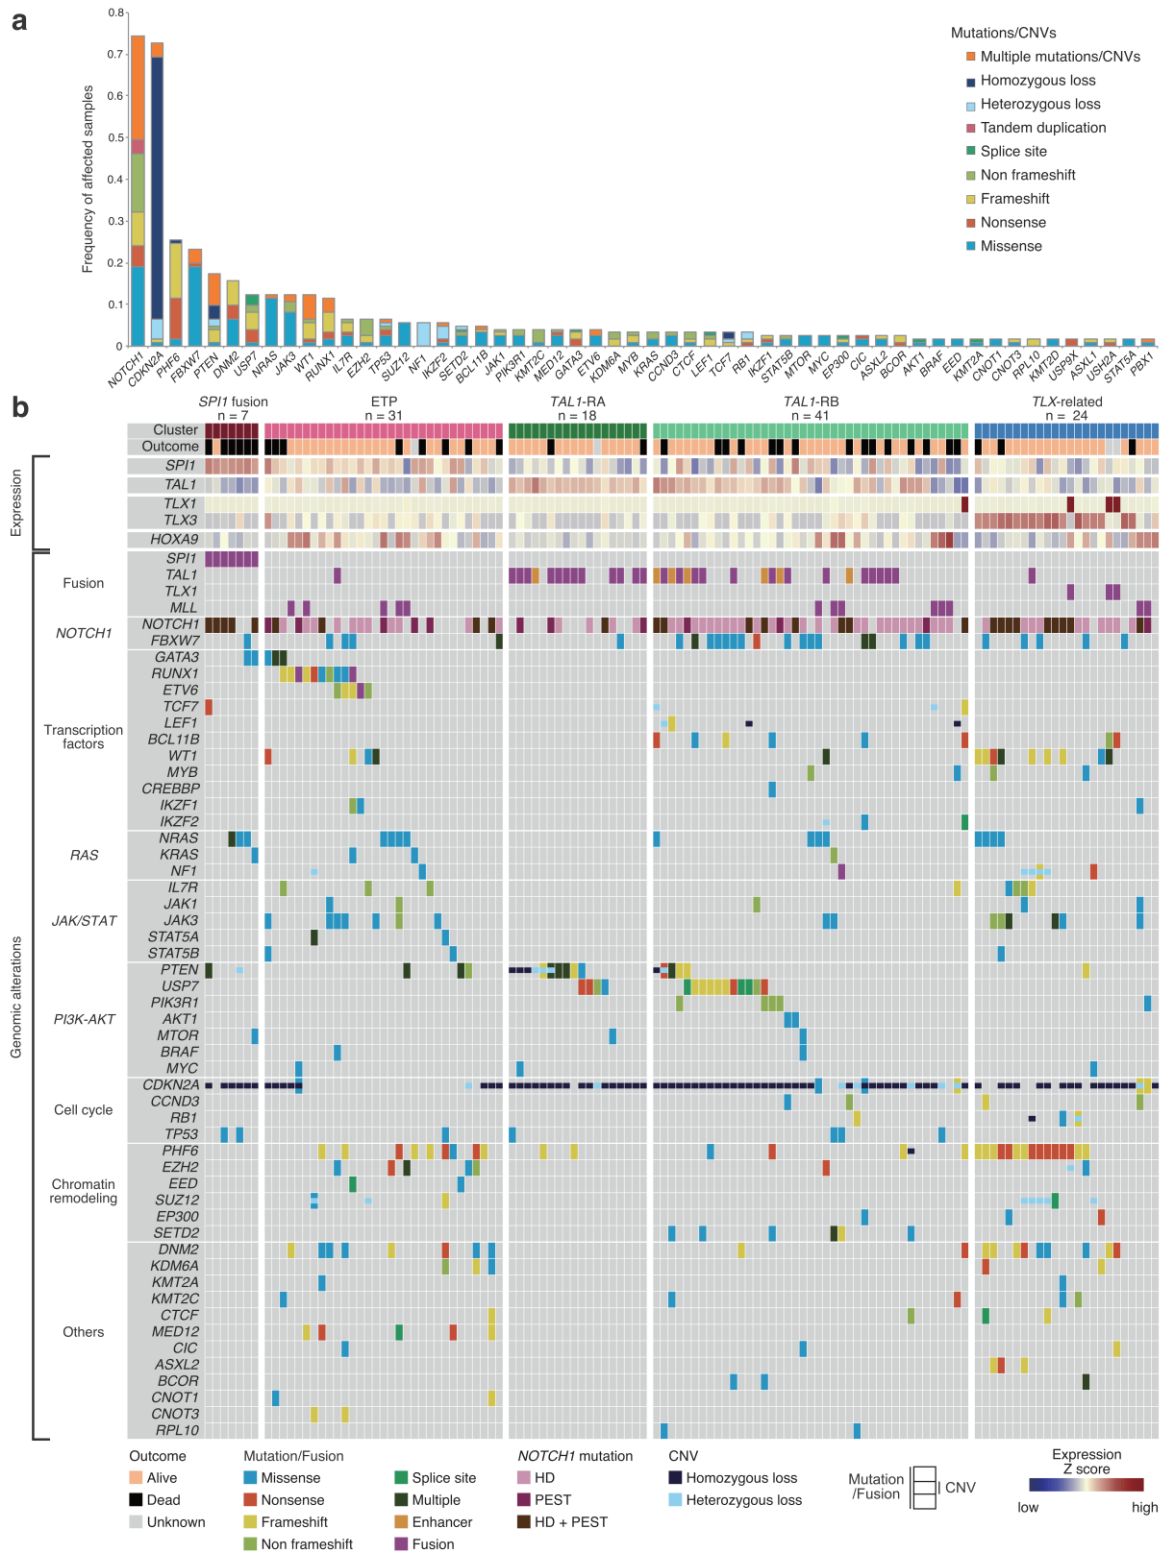 a
0.8
0.7
0.6
0.5
0.4
0.3
0.2
0.1
0
Frequency of affected samples
Mutations/CNVs
Multiple mutations/CNVs
Homozygous loss
Heterozygous loss
Tandem duplication
Splice site
Non frameshift
Frameshift
Nonsense
Missense
NOTCH1 CDKN2A PHF6 FBXW7 PTEN DNM2 USP7 NRAS JAK3 WT1 RUNX1 IL7R EZH2 TP53 SUZ12 NF1 IKZF2 SETD2 BCL11B JAK1 PIK3R1 KMT2C MED12 GATA3 ETV6 KDM6A MYB KRAS CCND3 CTCF LEF1 TCF7 RB1 IKZF1 STAT5B MTOR MYC EP300 CIC ASXL2 BCOR AKT1 BRAF EED KMT2A CNOT1 CNOT3 RPL10 KMT2D USP9X ASXL1 USH2A STAT5A PBX1
b
SPI1 fusion ETP TAL1-RA TAL1-RB TLX-related
n = 7 n = 31 n = 18 n = 41 n = 24
Cluster
Outcome
Expression
SPI1
TAL1
TLX1
TLX3
HOXA9
Genomic alterations
Fusion
SPI1
TAL1
TLX1
MLL
NOTCH1
NOTCH1
FBXW7
Transcription
factors
GATA3
RUNX1
ETV6
TCF7
LEF1
BCL11B
WT1
MYB
CREBBP
IKZF1
IKZF2
RAS
NRAS
KRAS
NF1
JAK/STAT
IL7R
JAK1
JAK3
STAT5A
STAT5B
PI3K-AKT
PTEN
USP7
PIK3R1
AKT1
MTOR
BRAF
MYC
Cell cycle
CDKN2A
CCND3
RB1
TP53
Chromatin
remodeling
PHF6
EZH2
EED
SUZ12
EP300
SETD2
Others
DNM2
KDM6A
KMT2A
KMT2C
CTCF
MED12
CIC
ASXL2
BCOR
CNOT1
CNOT3
RPL10
Outcome
Alive
Dead
Unknown
Mutation/Fusion
Missense
Nonsense
Frameshift
Non frameshift
Splice site
Multiple
Enhancer
Fusion
NOTCH1 mutation
HD
PEST
HD + PEST
CNV
Homozygous loss
Heterozygous loss
Mutation
/Fusion
CNV
Expression
Z score
low high